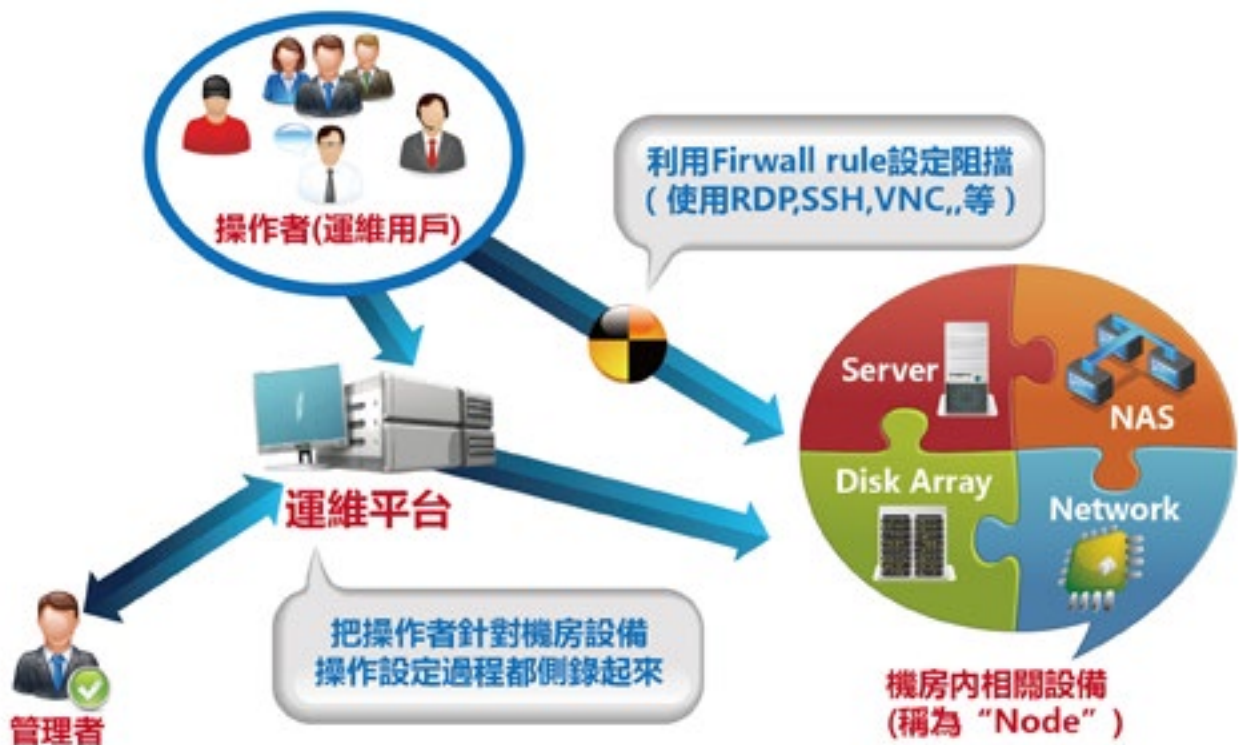 操作者(運維用戶)
利用Firwall rule設定阻擋
( 使用RDP,SSH,VNC,,等 )
Server
NAS
Disk Array
Network
運維平台
把操作者針對機房設備
操作設定過程都側錄起來
管理者
機房內相關設備
(稱為“Node”)